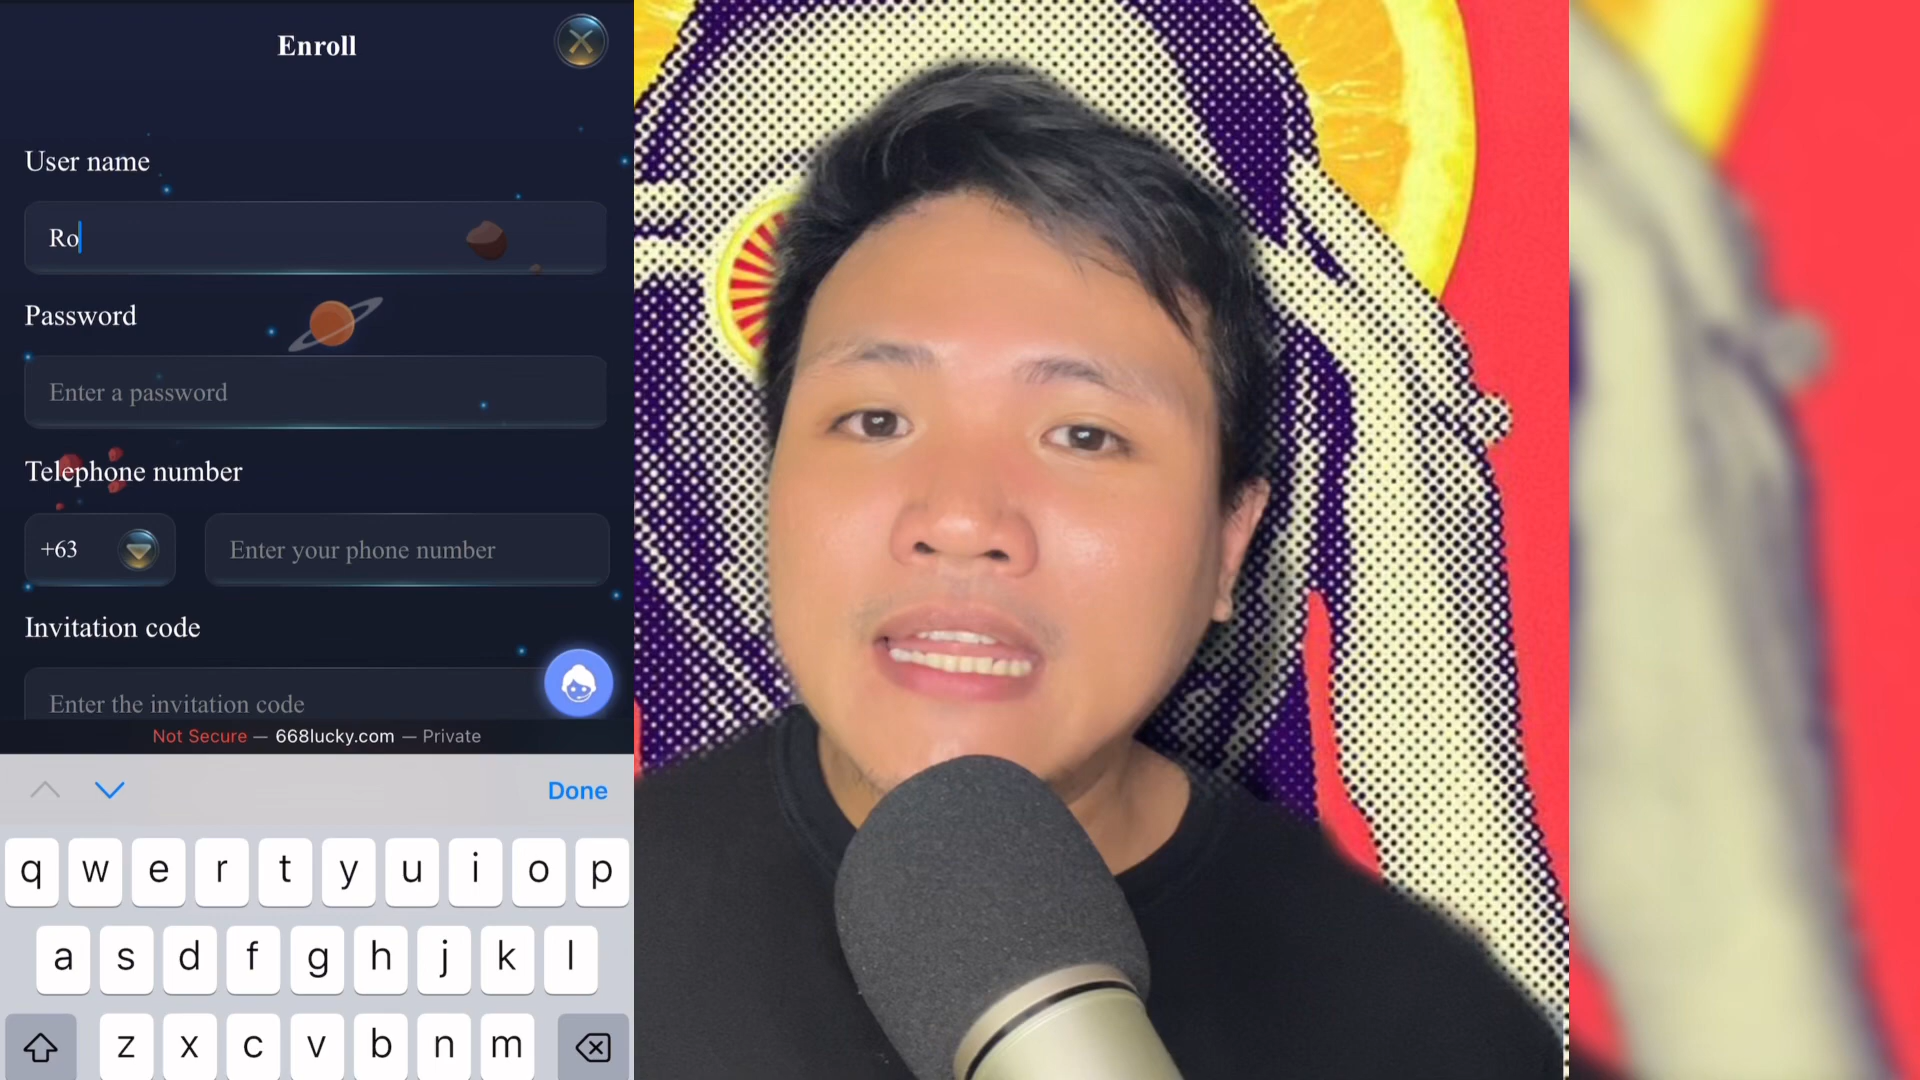 Enroll
User name
Ro
Password
Enter a password
Telephone number
+63
Enter your phone number
Invitation code
Enter the invitation code
Not Secure — 668lucky.com — Private
Done
q w e r t y u i o p
a s d f g h j k l
z x c v b n m